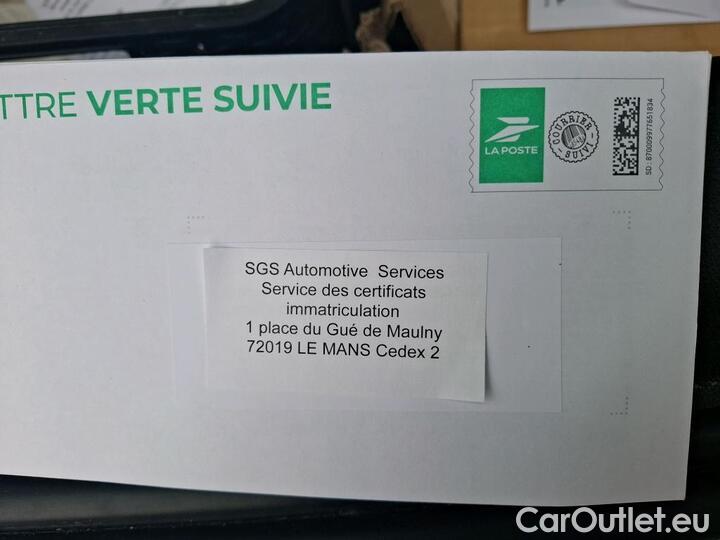 TTRE VERTE SUIVIE
LA POSTE
COURRIER SUIVI
SD : 870009977651834
SGS Automotive Services
Service des certificats
immatriculation
1 place du Gué de Maulny
72019 LE MANS Cedex 2
CarOutlet.eu